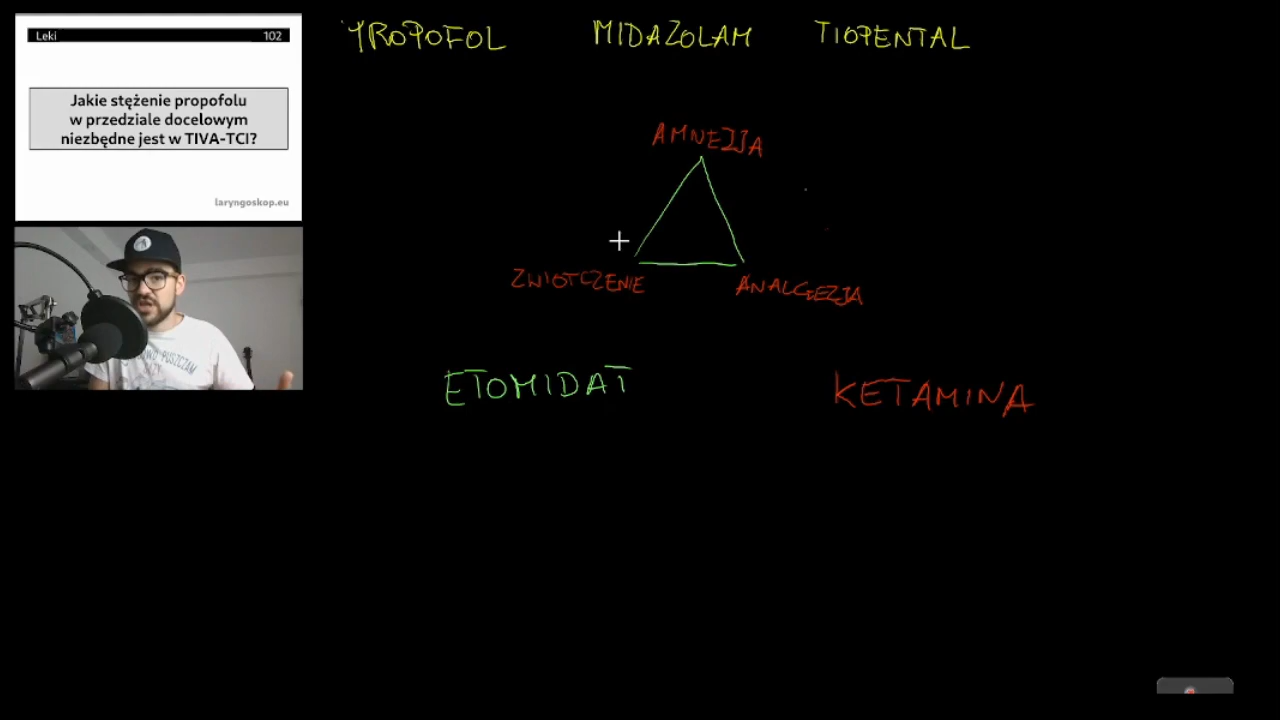 Leki 102
Jakie stężenie propofolu
w przedziale docelowym
niezbędne jest w TIVA-TCI?
laryngoskop.eu
PROPOFOL MIDAZOLAM TIOPENTAL
AMNEZJA
ZWIOTCZENIE ANALGEZJA
ETOMIDAT KETAMINA
PUSZCZAM